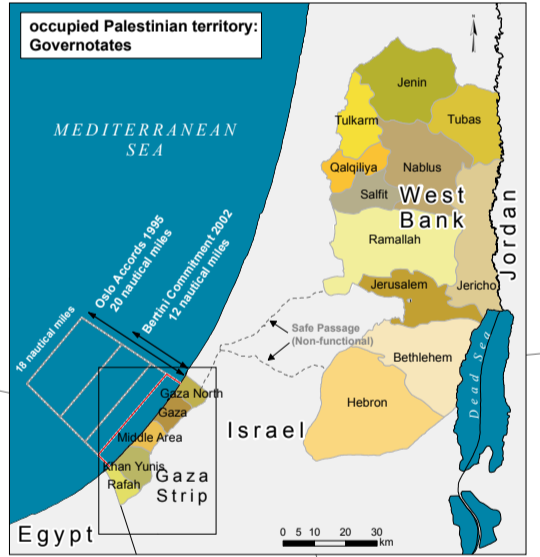 occupied Palestinian territory:
Governotates
MEDITERRANEAN
SEA
Oslo Accords 1995
20 nautical miles
Bertini Commitment 2002
12 nautical miles
18 nautical miles
Jenin
Tulkarm
Tubas
Qalqiliya
Nablus
Salfit
West
Bank
Ramallah
Jerusalem
Jericho
Jordan
Safe Passage
(Non-functional)
Bethlehem
Hebron
Dead Sea
Israel
Gaza North
Gaza
Middle Area
Khan Yunis
Rafah
Gaza
Strip
Egypt
0 5 10 20 30
km